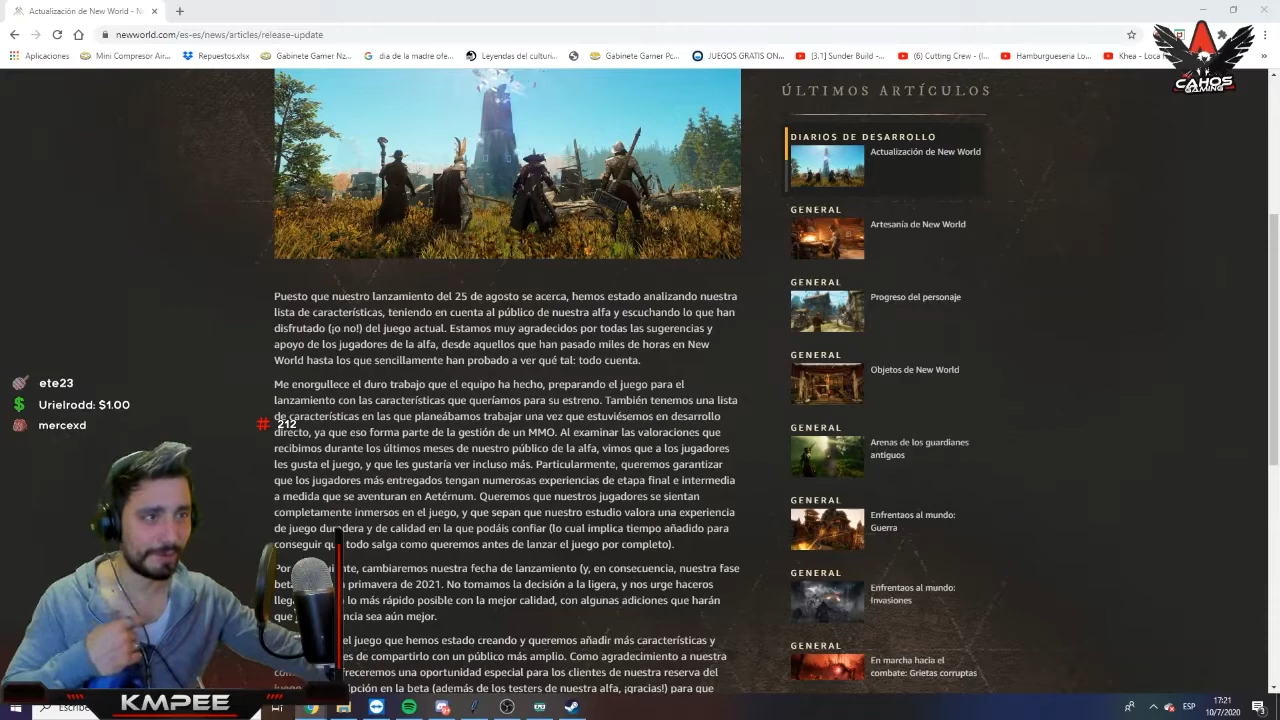 Actualización de New World - Ne
newworld.com/es-es/news/articles/release-update
Aplicaciones
Mini Compresor Air...
Repuestos.xlsx
Gabinete Gamer Nz...
dia de la madre ofe...
Leyendas del culturi...
Gabinete Gamer Pc...
JUEGOS GRATIS ON...
[3.1] Sunder Build -...
(6) Cutting Crew - (I...
Hamburgueseria Lo...
Khea - Loca
CAHOS
GAMING
ÚLTIMOS ARTÍCULOS
DIARIOS DE DESARROLLO
Actualización de New World
GENERAL
Artesanía de New World
GENERAL
Progreso del personaje
GENERAL
Objetos de New World
GENERAL
Arenas de los guardianes
antiguos
GENERAL
Enfrentaos al mundo:
Guerra
GENERAL
Enfrentaos al mundo:
Invasiones
GENERAL
En marcha hacia el
combate: Grietas corruptas
Puesto que nuestro lanzamiento del 25 de agosto se acerca, hemos estado analizando nuestra
lista de características, teniendo en cuenta al público de nuestra alfa y escuchando lo que han
disfrutado (¡o no!) del juego actual. Estamos muy agradecidos por todas las sugerencias y
apoyo de los jugadores de la alfa, desde aquellos que han pasado miles de horas en New
World hasta los que sencillamente han probado a ver qué tal: todo cuenta.
Me enorgullece el duro trabajo que el equipo ha hecho, preparando el juego para el
lanzamiento con las características que queríamos para su estreno. También tenemos una lista
de características en las que planeábamos trabajar una vez que estuviésemos en desarrollo
directo, ya que eso forma parte de la gestión de un MMO. Al examinar las valoraciones que
recibimos durante los últimos meses de nuestro público de la alfa, vimos que a los jugadores
les gusta el juego, y que les gustaría ver incluso más. Particularmente, queremos garantizar
que los jugadores más entregados tengan numerosas experiencias de etapa final e intermedia
a medida que se aventuran en Aetérnum. Queremos que nuestros jugadores se sientan
completamente inmersos en el juego, y que sepan que nuestro estudio valora una experiencia
de juego duradera y de calidad en la que podáis confiar (lo cual implica tiempo añadido para
conseguir que todo salga como queremos antes de lanzar el juego por completo).
Por nte, cambiaremos nuestra fecha de lanzamiento (y, en consecuencia, nuestra fase
beta primavera de 2021. No tomamos la decisión a la ligera, y nos urge haceros
lleg lo más rápido posible con la mejor calidad, con algunas adiciones que harán
que ncia sea aún mejor.
el juego que hemos estado creando y queremos añadir más características y
es de compartirlo con un público más amplio. Como agradecimiento a nuestra
com freceremos una oportunidad especial para los clientes de nuestra reserva del
juego ipción en la beta (además de los testers de nuestra alfa, ¡gracias!) para que
ete23
Urielrodd: $1.00
mercexd
# 212
KMPEE
Escribe
ESP
17:21
10/7/2020